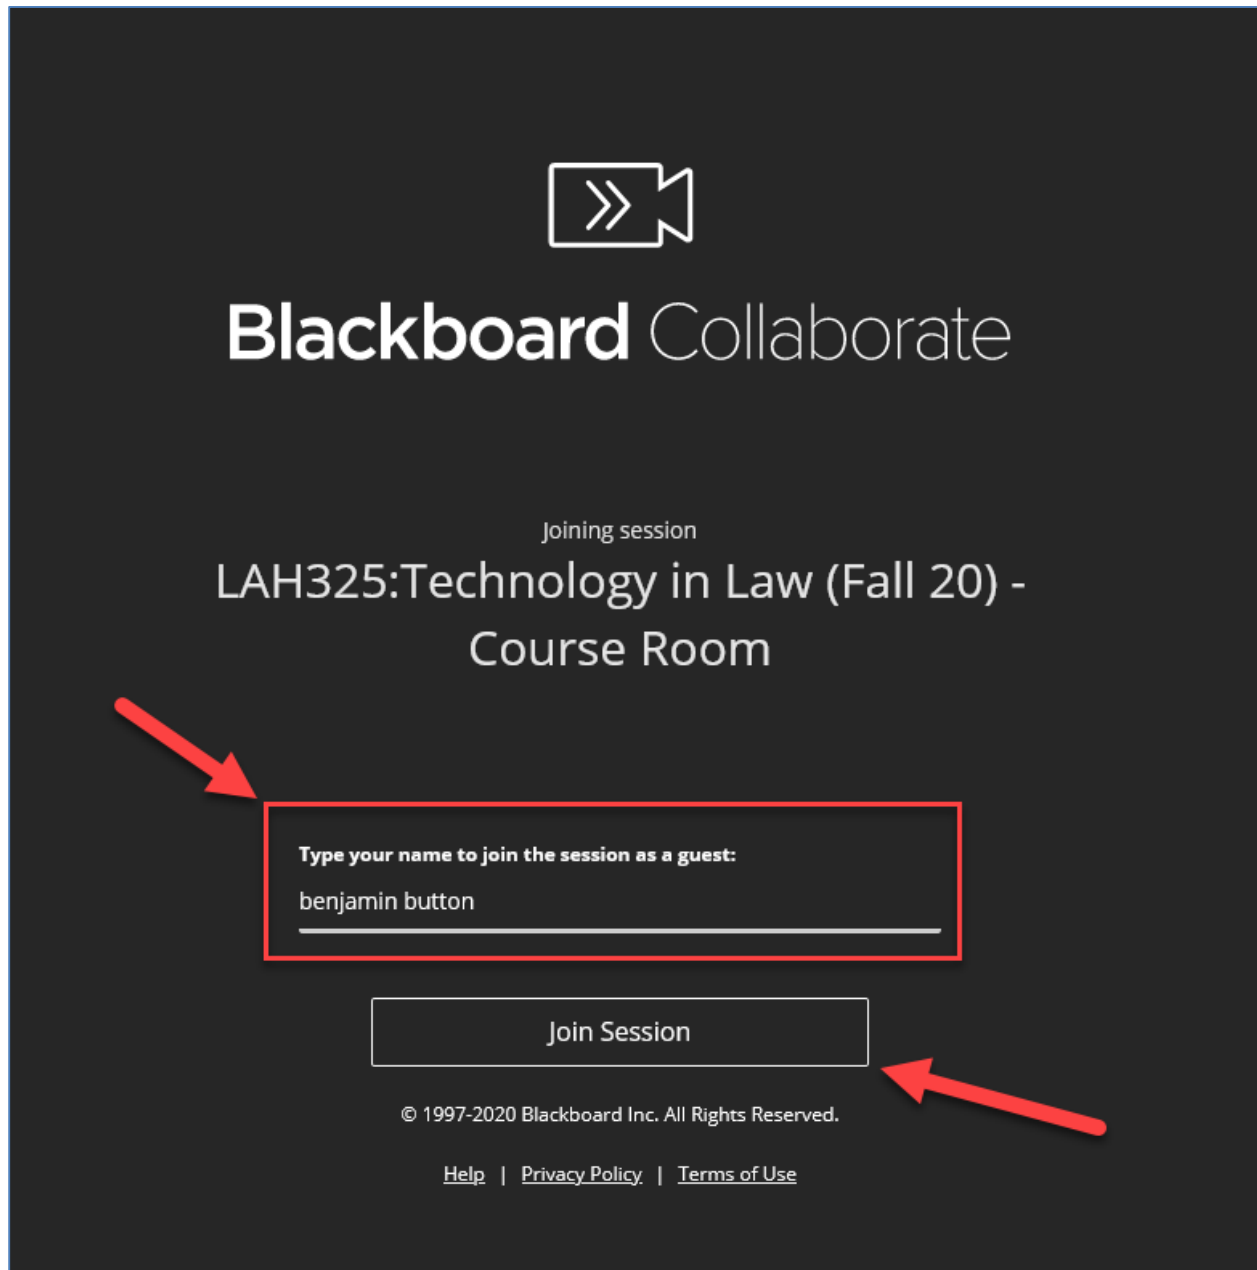 Blackboard Collaborate
Joining session
LAH325:Technology in Law (Fall 20) -
Course Room
Type your name to join the session as a guest:
benjamin button
Join Session
© 1997-2020 Blackboard Inc. All Rights Reserved.
Help | Privacy Policy | Terms of Use